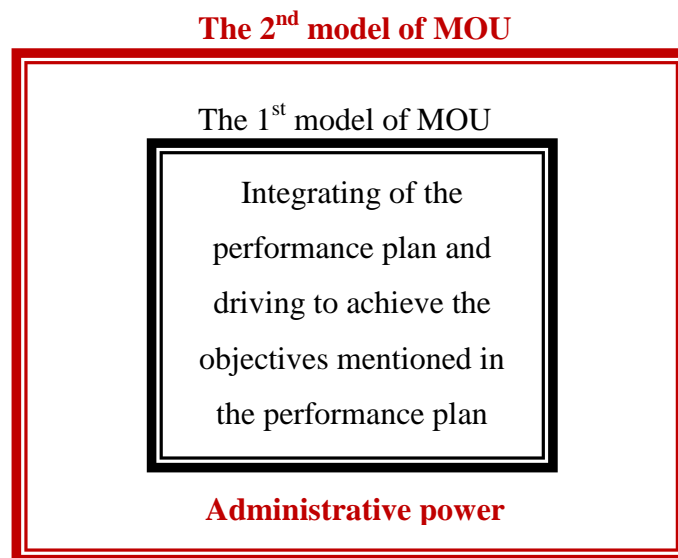 The 2nd model of MOU
The 1st model of MOU
Integrating of the
performance plan and
driving to achieve the
objectives mentioned in
the performance plan
Administrative power